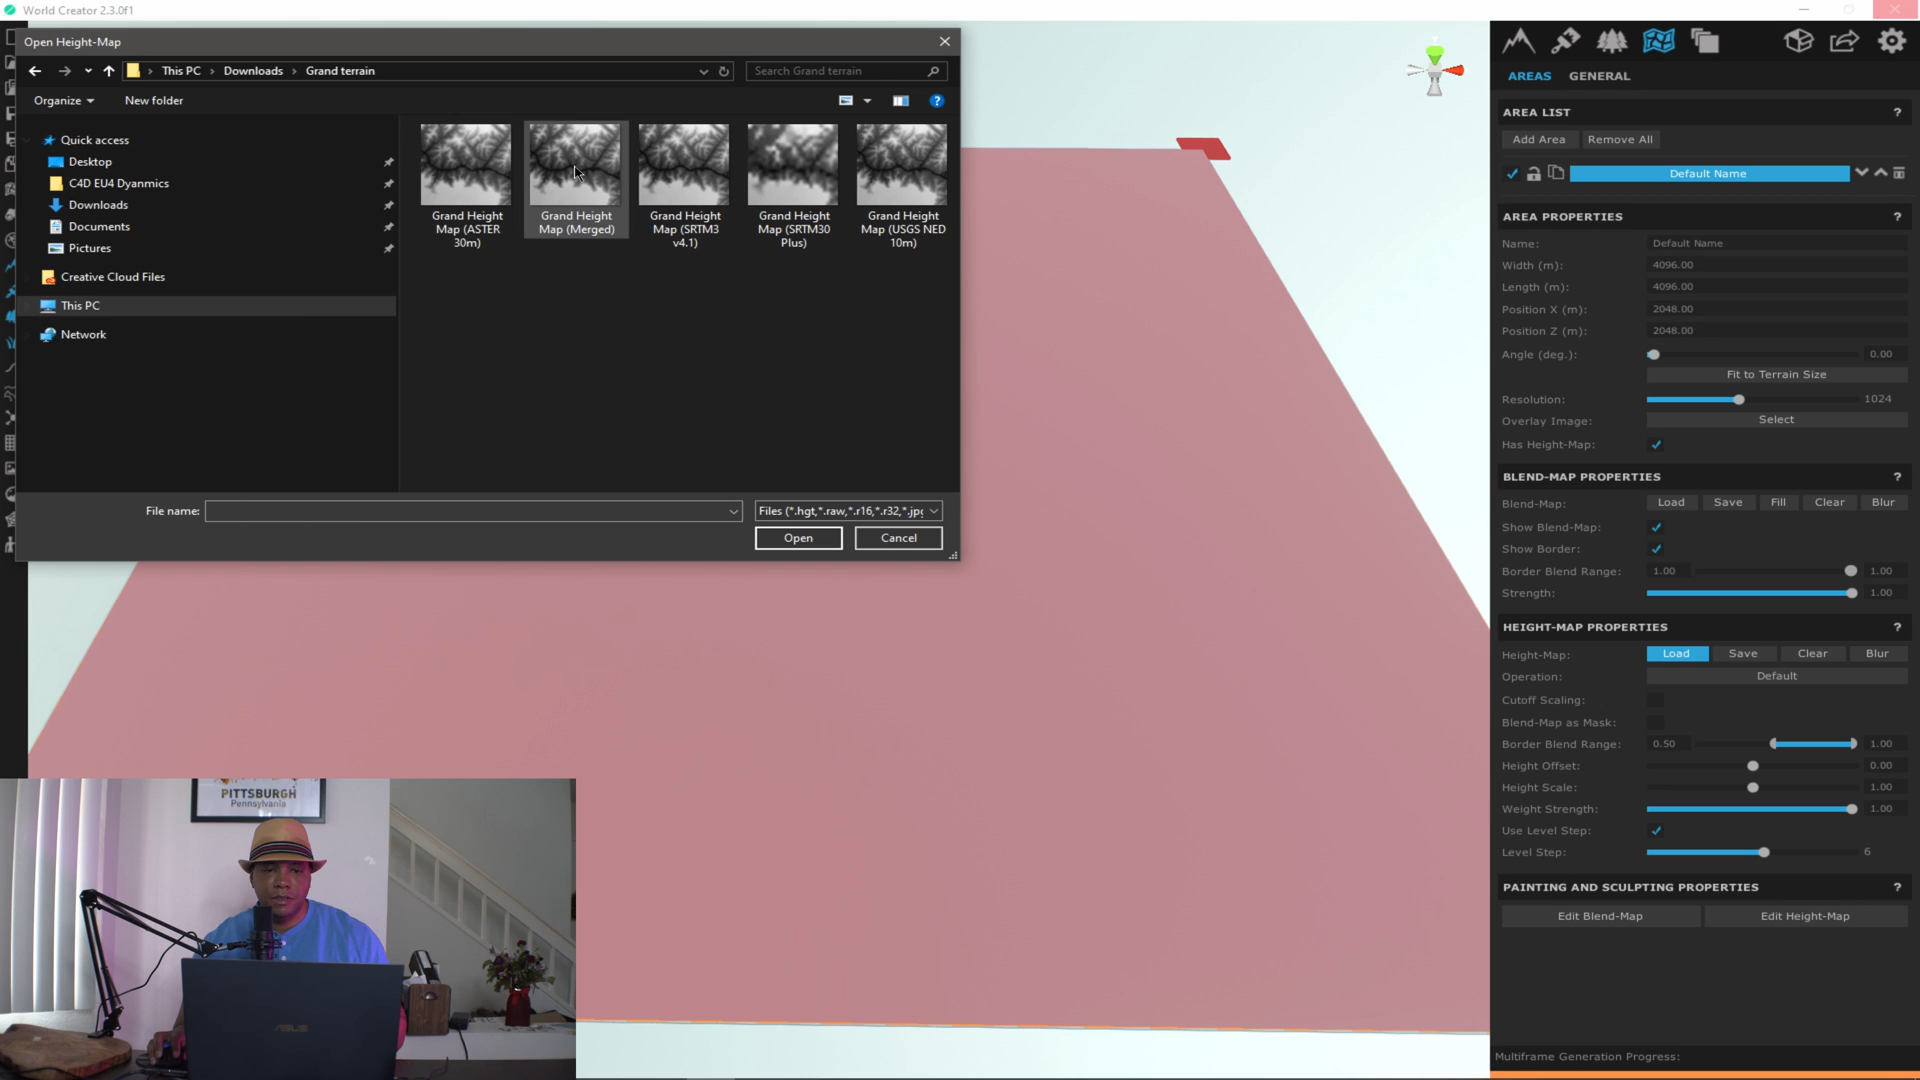 World Creator 2.3.0f1
Open Height-Map
This PC > Downloads > Grand terrain
Search Grand terrain
Organize
New folder
Quick access
Desktop
C4D EU4 Dyanmics
Downloads
Documents
Pictures
Creative Cloud Files
This PC
Network
Grand Height
Map (ASTER
30m)
Grand Height
Map (Merged)
Grand Height
Map (SRTM3
v4.1)
Grand Height
Map (SRTM30
Plus)
Grand Height
Map (USGS NED
10m)
File name:
Files (*.hgt,*.raw,*.r16,*.r32,*.jpg
Open
Cancel
AREAS
GENERAL
AREA LIST ?
Add Area
Remove All
Default Name
AREA PROPERTIES ?
Name: Default Name
Width (m): 4096.00
Length (m): 4096.00
Position X (m): 2048.00
Position Z (m): 2048.00
Angle (deg.): 0.00
Fit to Terrain Size
Resolution: 1024
Overlay Image: Select
Has Height-Map:
BLEND-MAP PROPERTIES ?
Blend-Map: Load Save Fill Clear Blur
Show Blend-Map:
Show Border:
Border Blend Range: 1.00 1.00
Strength: 1.00
HEIGHT-MAP PROPERTIES ?
Height-Map: Load Save Clear Blur
Operation: Default
Cutoff Scaling:
Blend-Map as Mask:
Border Blend Range: 0.50 1.00
Height Offset: 0.00
Height Scale: 1.00
Weight Strength: 1.00
Use Level Step:
Level Step: 6
PAINTING AND SCULPTING PROPERTIES ?
Edit Blend-Map
Edit Height-Map
Multiframe Generation Progress:
PITTSBURGH
Pennsylvania
ASUS